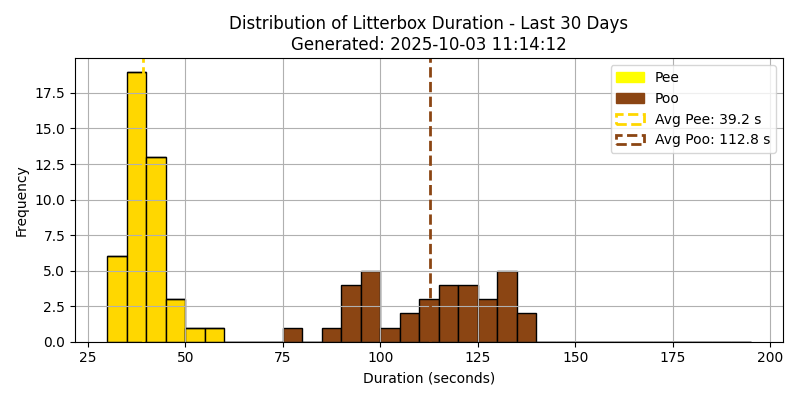 Distribution of Litterbox Duration - Last 30 Days
Generated: 2025-10-03 11:14:12
Pee
Poo
Avg Pee: 39.2 s
Avg Poo: 112.8 s
Frequency
17.5
15.0
12.5
10.0
7.5
5.0
2.5
0.0
25 50 75 100 125 150 175 200
Duration (seconds)